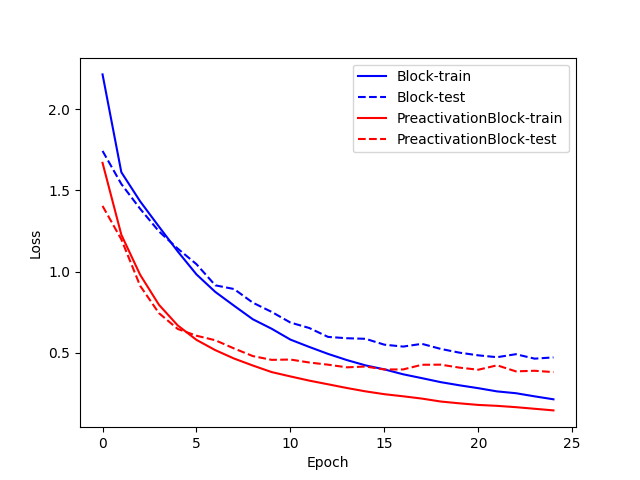 Block-train
Block-test
PreactivationBlock-train
PreactivationBlock-test
2.0
1.5
1.0
0.5
Loss
0 5 10 15 20 25
Epoch